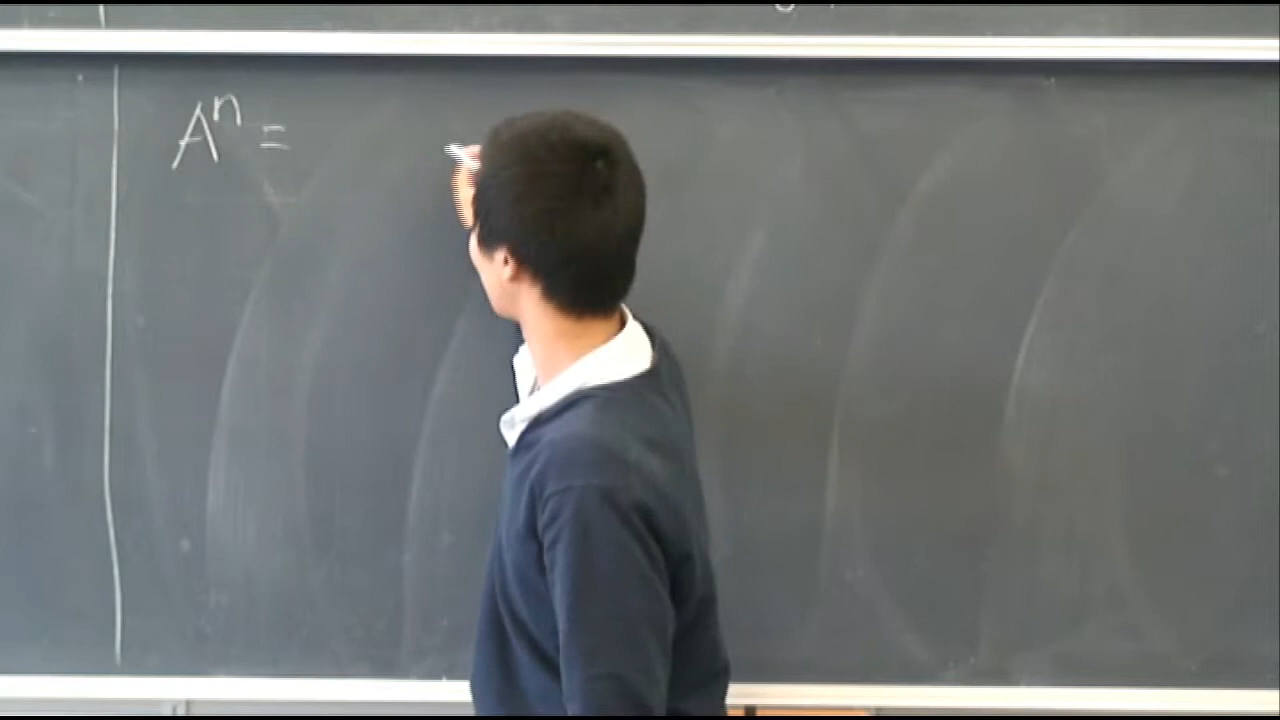 Aⁿ =